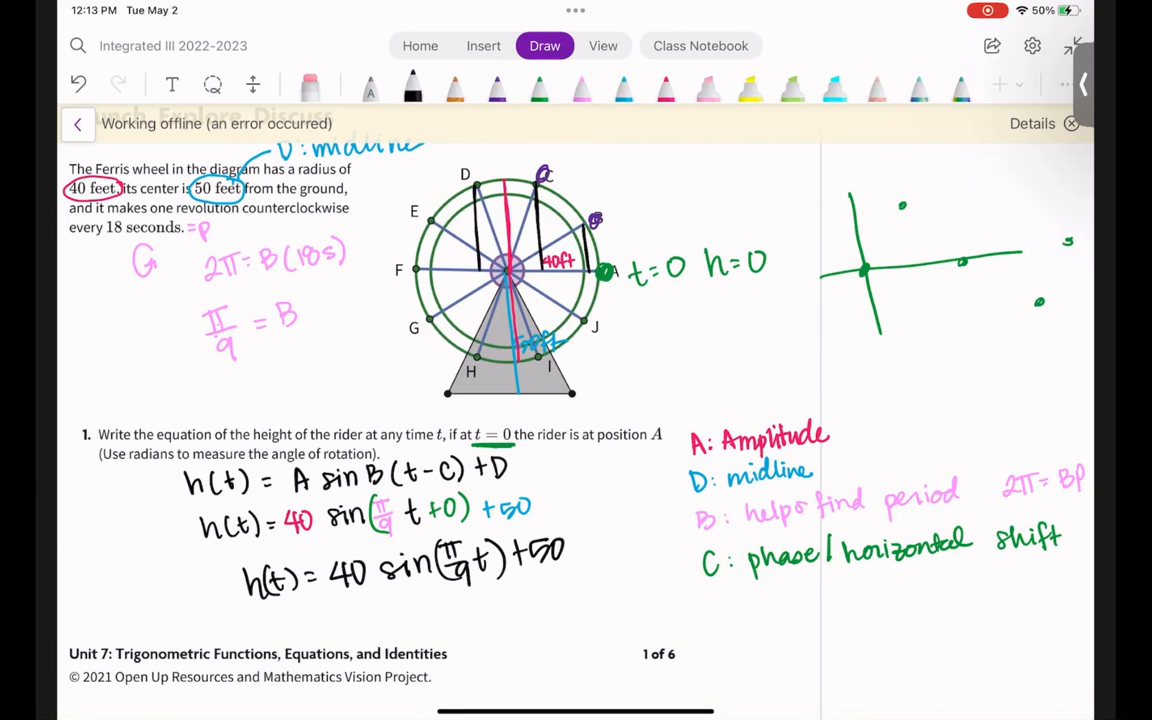 12:13 PM Tue May 2
50%
Integrated III 2022-2023
Home Insert Draw View Class Notebook
Working offline (an error occurred)
Details
D: midline
The Ferris wheel in the diagram has a radius of
40 feet, its center is 50 feet from the ground,
and it makes one revolution counterclockwise
every 18 seconds. = P
2π = B(18s)
π/9 = B
D
C
E
B
F
40ft
A
t=0 h=0
G
J
50ft
H
I
1. Write the equation of the height of the rider at any time t, if at t = 0 the rider is at position A
(Use radians to measure the angle of rotation).
h(t) = A sin B(t-C)+D
h(t)= 40 sin(π/9 t +0) +50
h(t)= 40 sin(π/9 t)+50
A: Amplitude
D: midline
B: helps find period 2π= BP
C: phase/horizontal shift
Unit 7: Trigonometric Functions, Equations, and Identities
1 of 6
© 2021 Open Up Resources and Mathematics Vision Project.